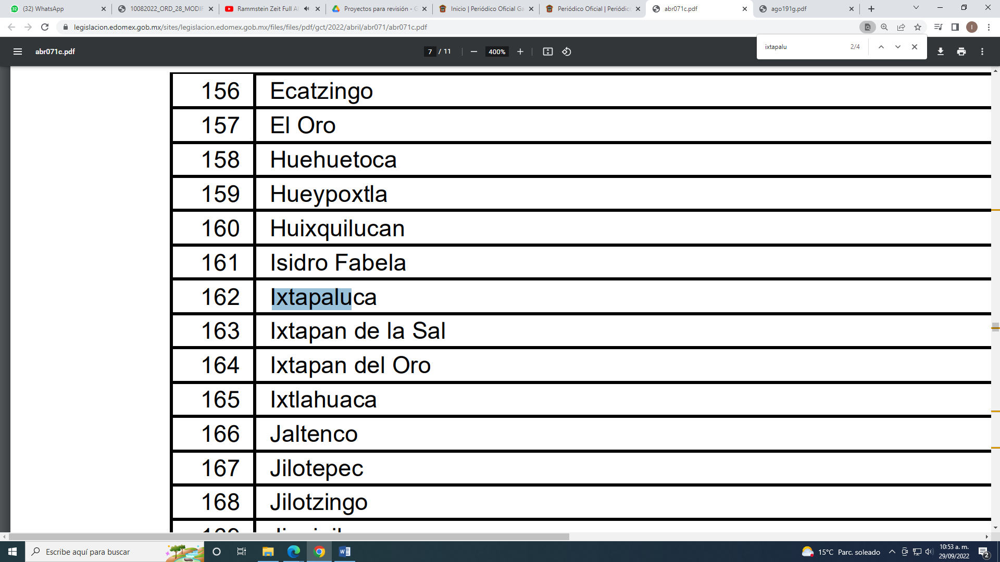 32 (32) WhatsApp
10082022_ORD_28_MODIF
Rammstein Zeit Full Al
Proyectos para revisión - G
Inicio | Periódico Oficial Ga
Periódico Oficial | Periódico
abr071c.pdf
ago191g.pdf
legislacion.edomex.gob.mx/sites/legislacion.edomex.gob.mx/files/files/pdf/gct/2022/abril/abr071/abr071c.pdf
I
ixtapalu 2/4
abr071c.pdf 7 / 11 400%
156 Ecatzingo
157 El Oro
158 Huehuetoca
159 Hueypoxtla
160 Huixquilucan
161 Isidro Fabela
162 Ixtapaluca
163 Ixtapan de la Sal
164 Ixtapan del Oro
165 Ixtlahuaca
166 Jaltenco
167 Jilotepec
168 Jilotzingo
Escribe aquí para buscar
15°C Parc. soleado
10:53 a. m.
29/09/2022
2